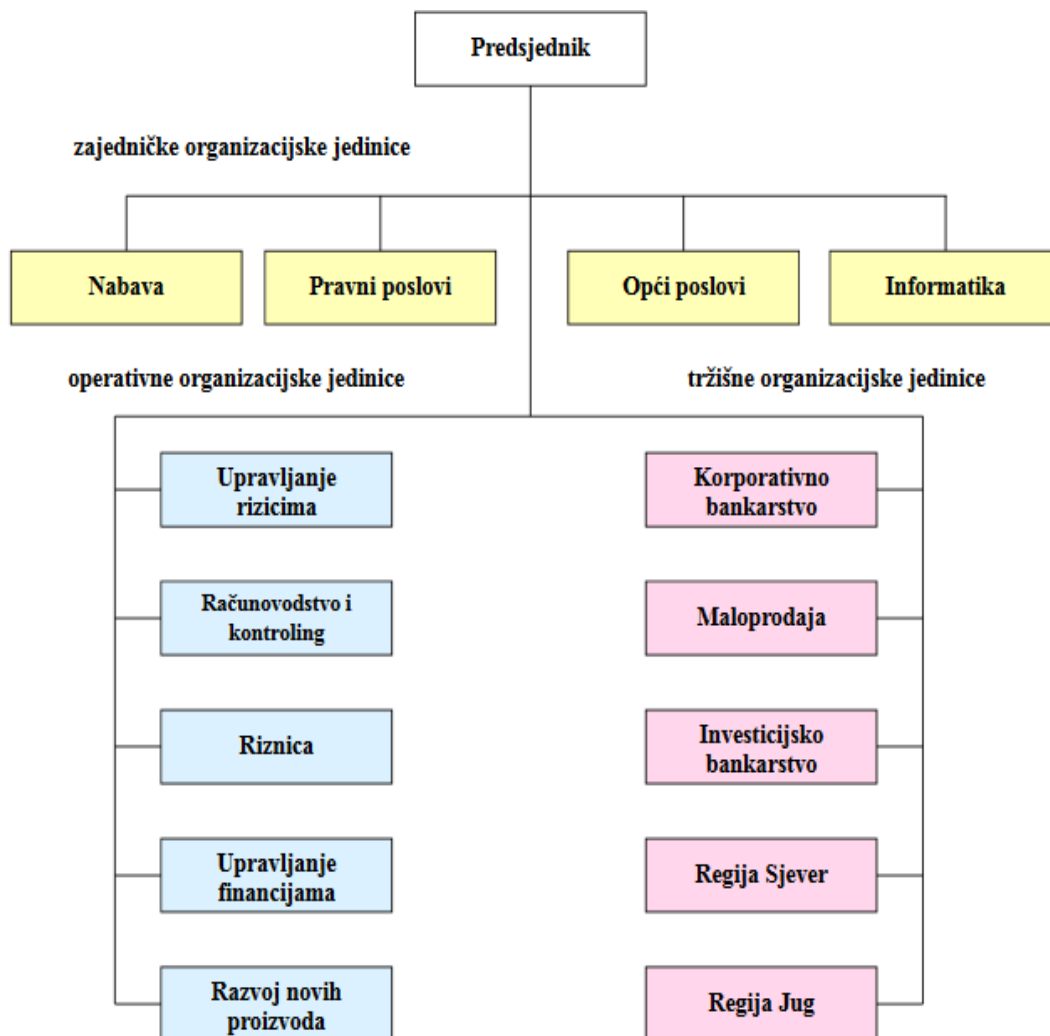 Predsjednik
zajedničke organizacijske jedinice
Nabava
Pravni poslovi
Opći poslovi
Informatika
operativne organizacijske jedinice
tržišne organizacijske jedinice
Upravljanje
rizicima
Korporativno
bankarstvo
Računovodstvo i
kontroling
Maloprodaja
Riznica
Investicijsko
bankarstvo
Upravljanje
financijama
Regija Sjever
Razvoj novih
proizvoda
Regija Jug